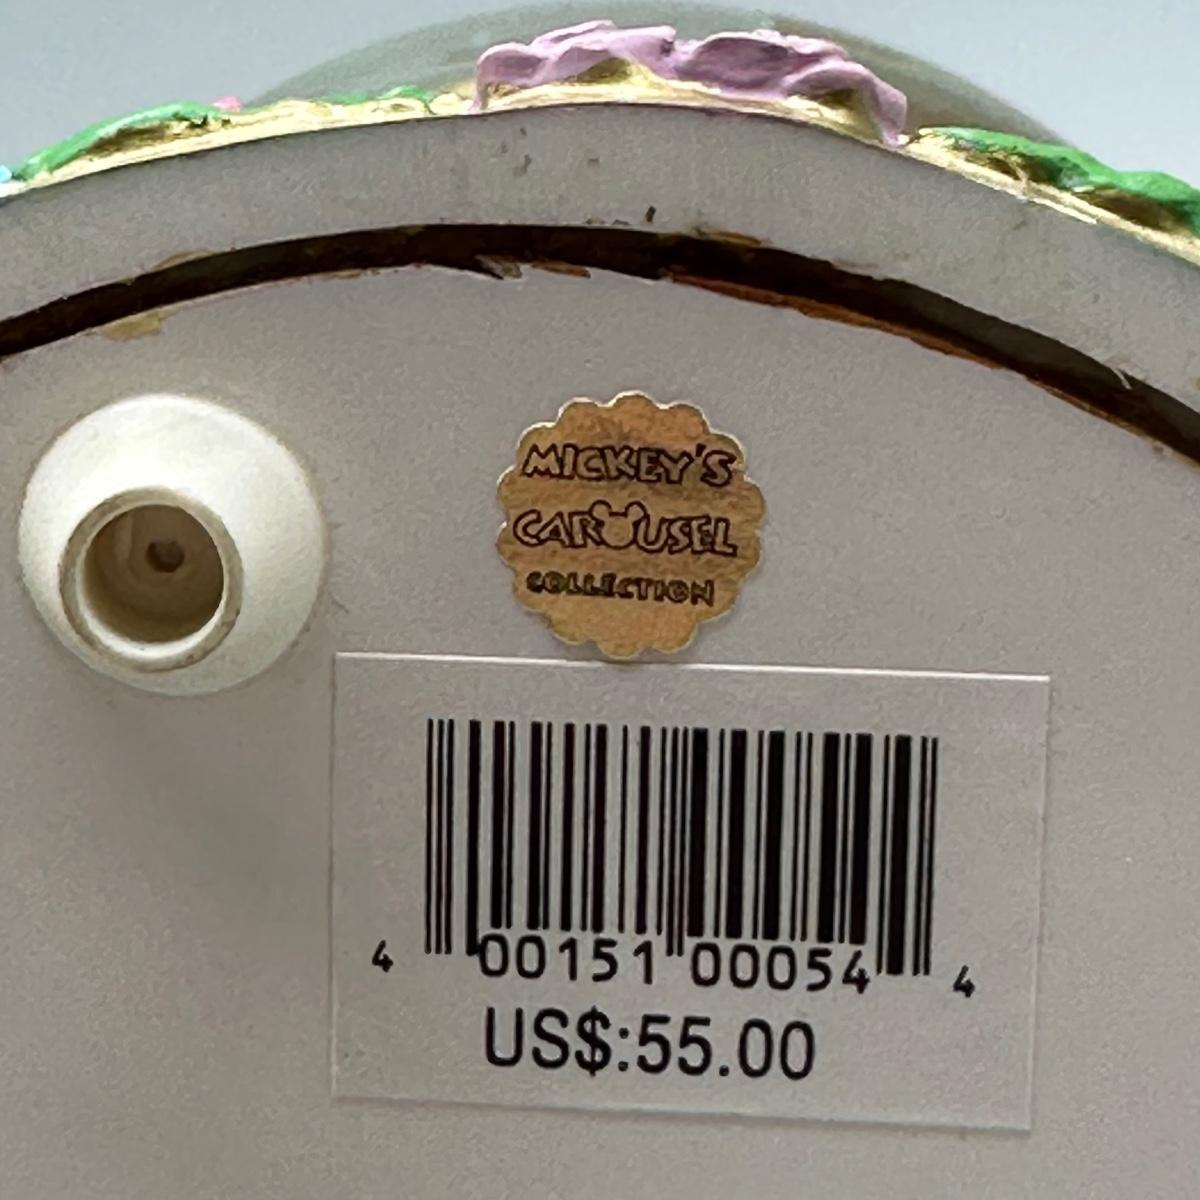 MICKEY'S
CAROUSEL
COLLECTION
4 00151 00054 4
US$:55.00